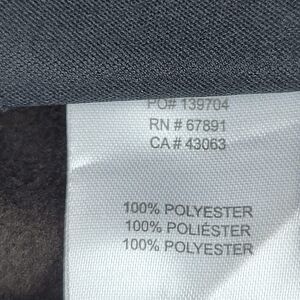 PO# 139704
RN # 67891
CA # 43063
100% POLYESTER
100% POLIÉSTER
100% POLYESTER